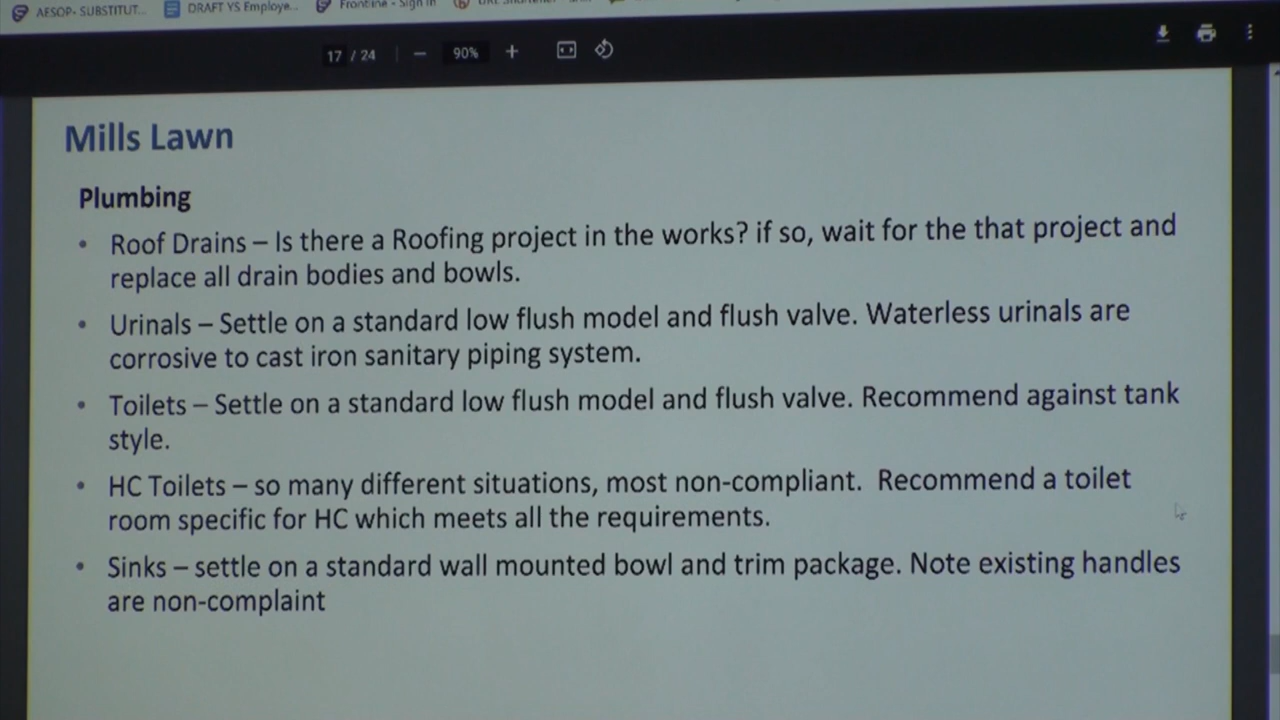 AESOP- SUBSTITUT... DRAFT YS Employe... Frontline - Sign In
17 / 24 90%
Mills Lawn
Plumbing
• Roof Drains – Is there a Roofing project in the works? if so, wait for the that project and
replace all drain bodies and bowls.
• Urinals – Settle on a standard low flush model and flush valve. Waterless urinals are
corrosive to cast iron sanitary piping system.
• Toilets – Settle on a standard low flush model and flush valve. Recommend against tank
style.
• HC Toilets – so many different situations, most non-compliant. Recommend a toilet
room specific for HC which meets all the requirements.
• Sinks – settle on a standard wall mounted bowl and trim package. Note existing handles
are non-complaint